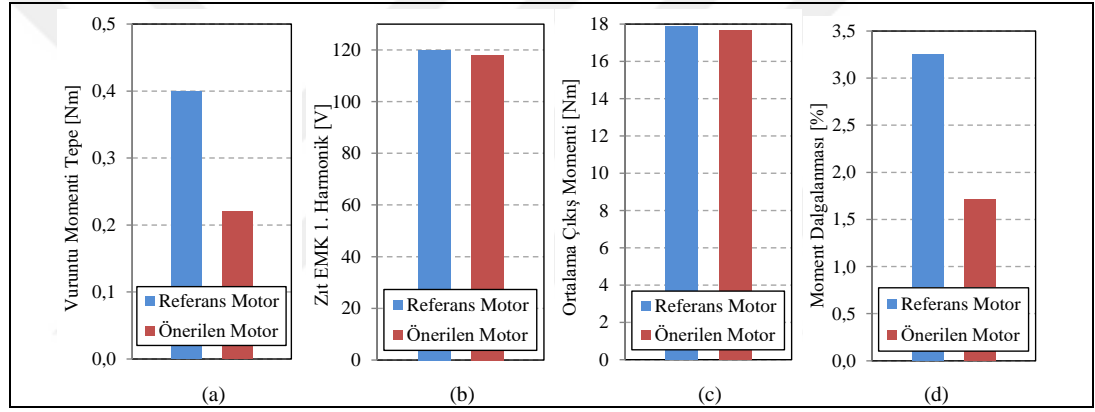 Vuruntu Momenti Tepe [Nm]
0,5
0,4
0,3
0,2
0,1
0,0
Referans Motor
Önerilen Motor
(a)
Zıt EMK 1. Harmonik [V]
120
100
80
60
40
20
0
Referans Motor
Önerilen Motor
(b)
Ortalama Çıkış Momenti [Nm]
18
16
14
12
10
8
6
4
2
0
Referans Motor
Önerilen Motor
(c)
Moment Dalgalanması [%]
3,5
3,0
2,5
2,0
1,5
1,0
0,5
0,0
Referans Motor
Önerilen Motor
(d)